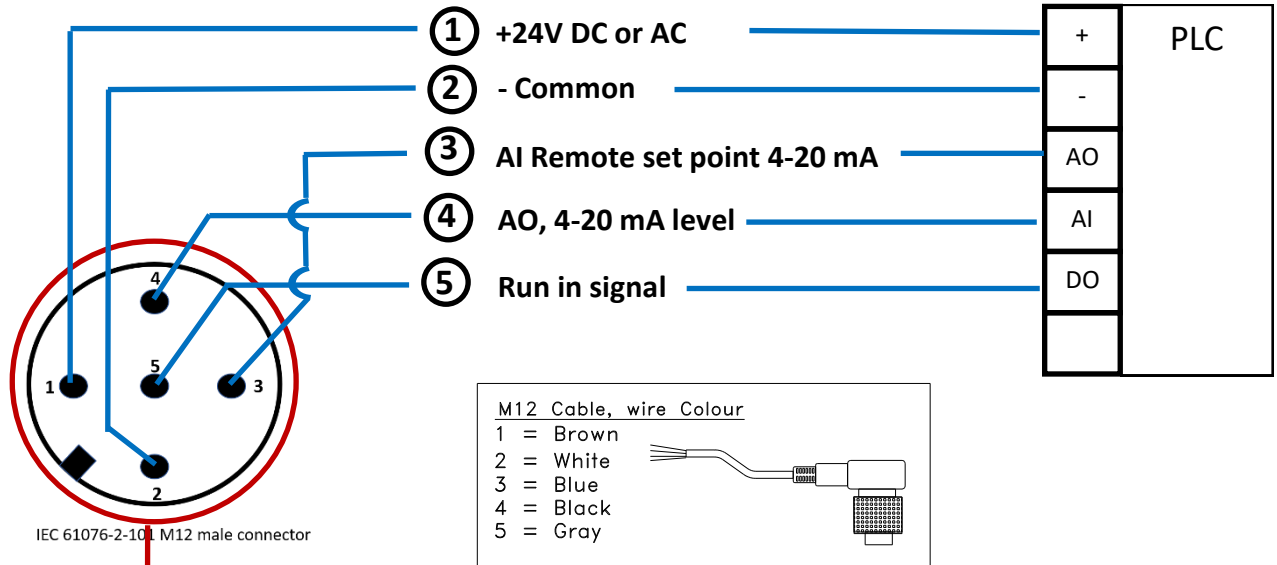 1 +24V DC or AC
2 - Common
3 AI Remote set point 4-20 mA
4 AO, 4-20 mA level
5 Run in signal
+ PLC
-
AO
AI
DO
4
5
1 3
2
IEC 61076-2-101 M12 male connector
M12 Cable, wire Colour
1 = Brown
2 = White
3 = Blue
4 = Black
5 = Gray